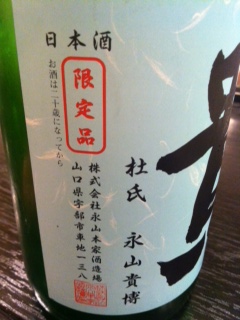 日本酒
貴
杜氏 永山貴博
限定品
株式会社永山本家酒造場
山口県宇部市車地一三八
お酒は二十歳になってから